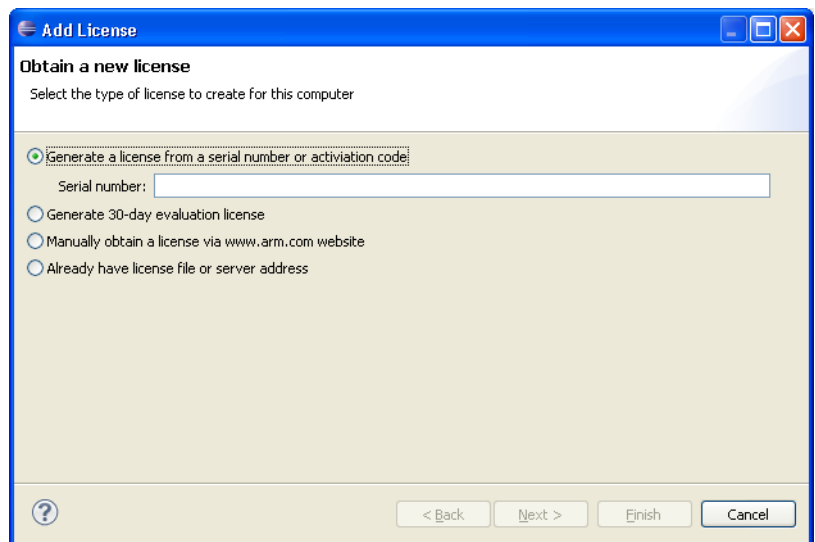 Add License
Obtain a new license
Select the type of license to create for this computer
Generate a license from a serial number or activiation code
Serial number:
Generate 30-day evaluation license
Manually obtain a license via www.arm.com website
Already have license file or server address
?
< Back Next > Finish Cancel